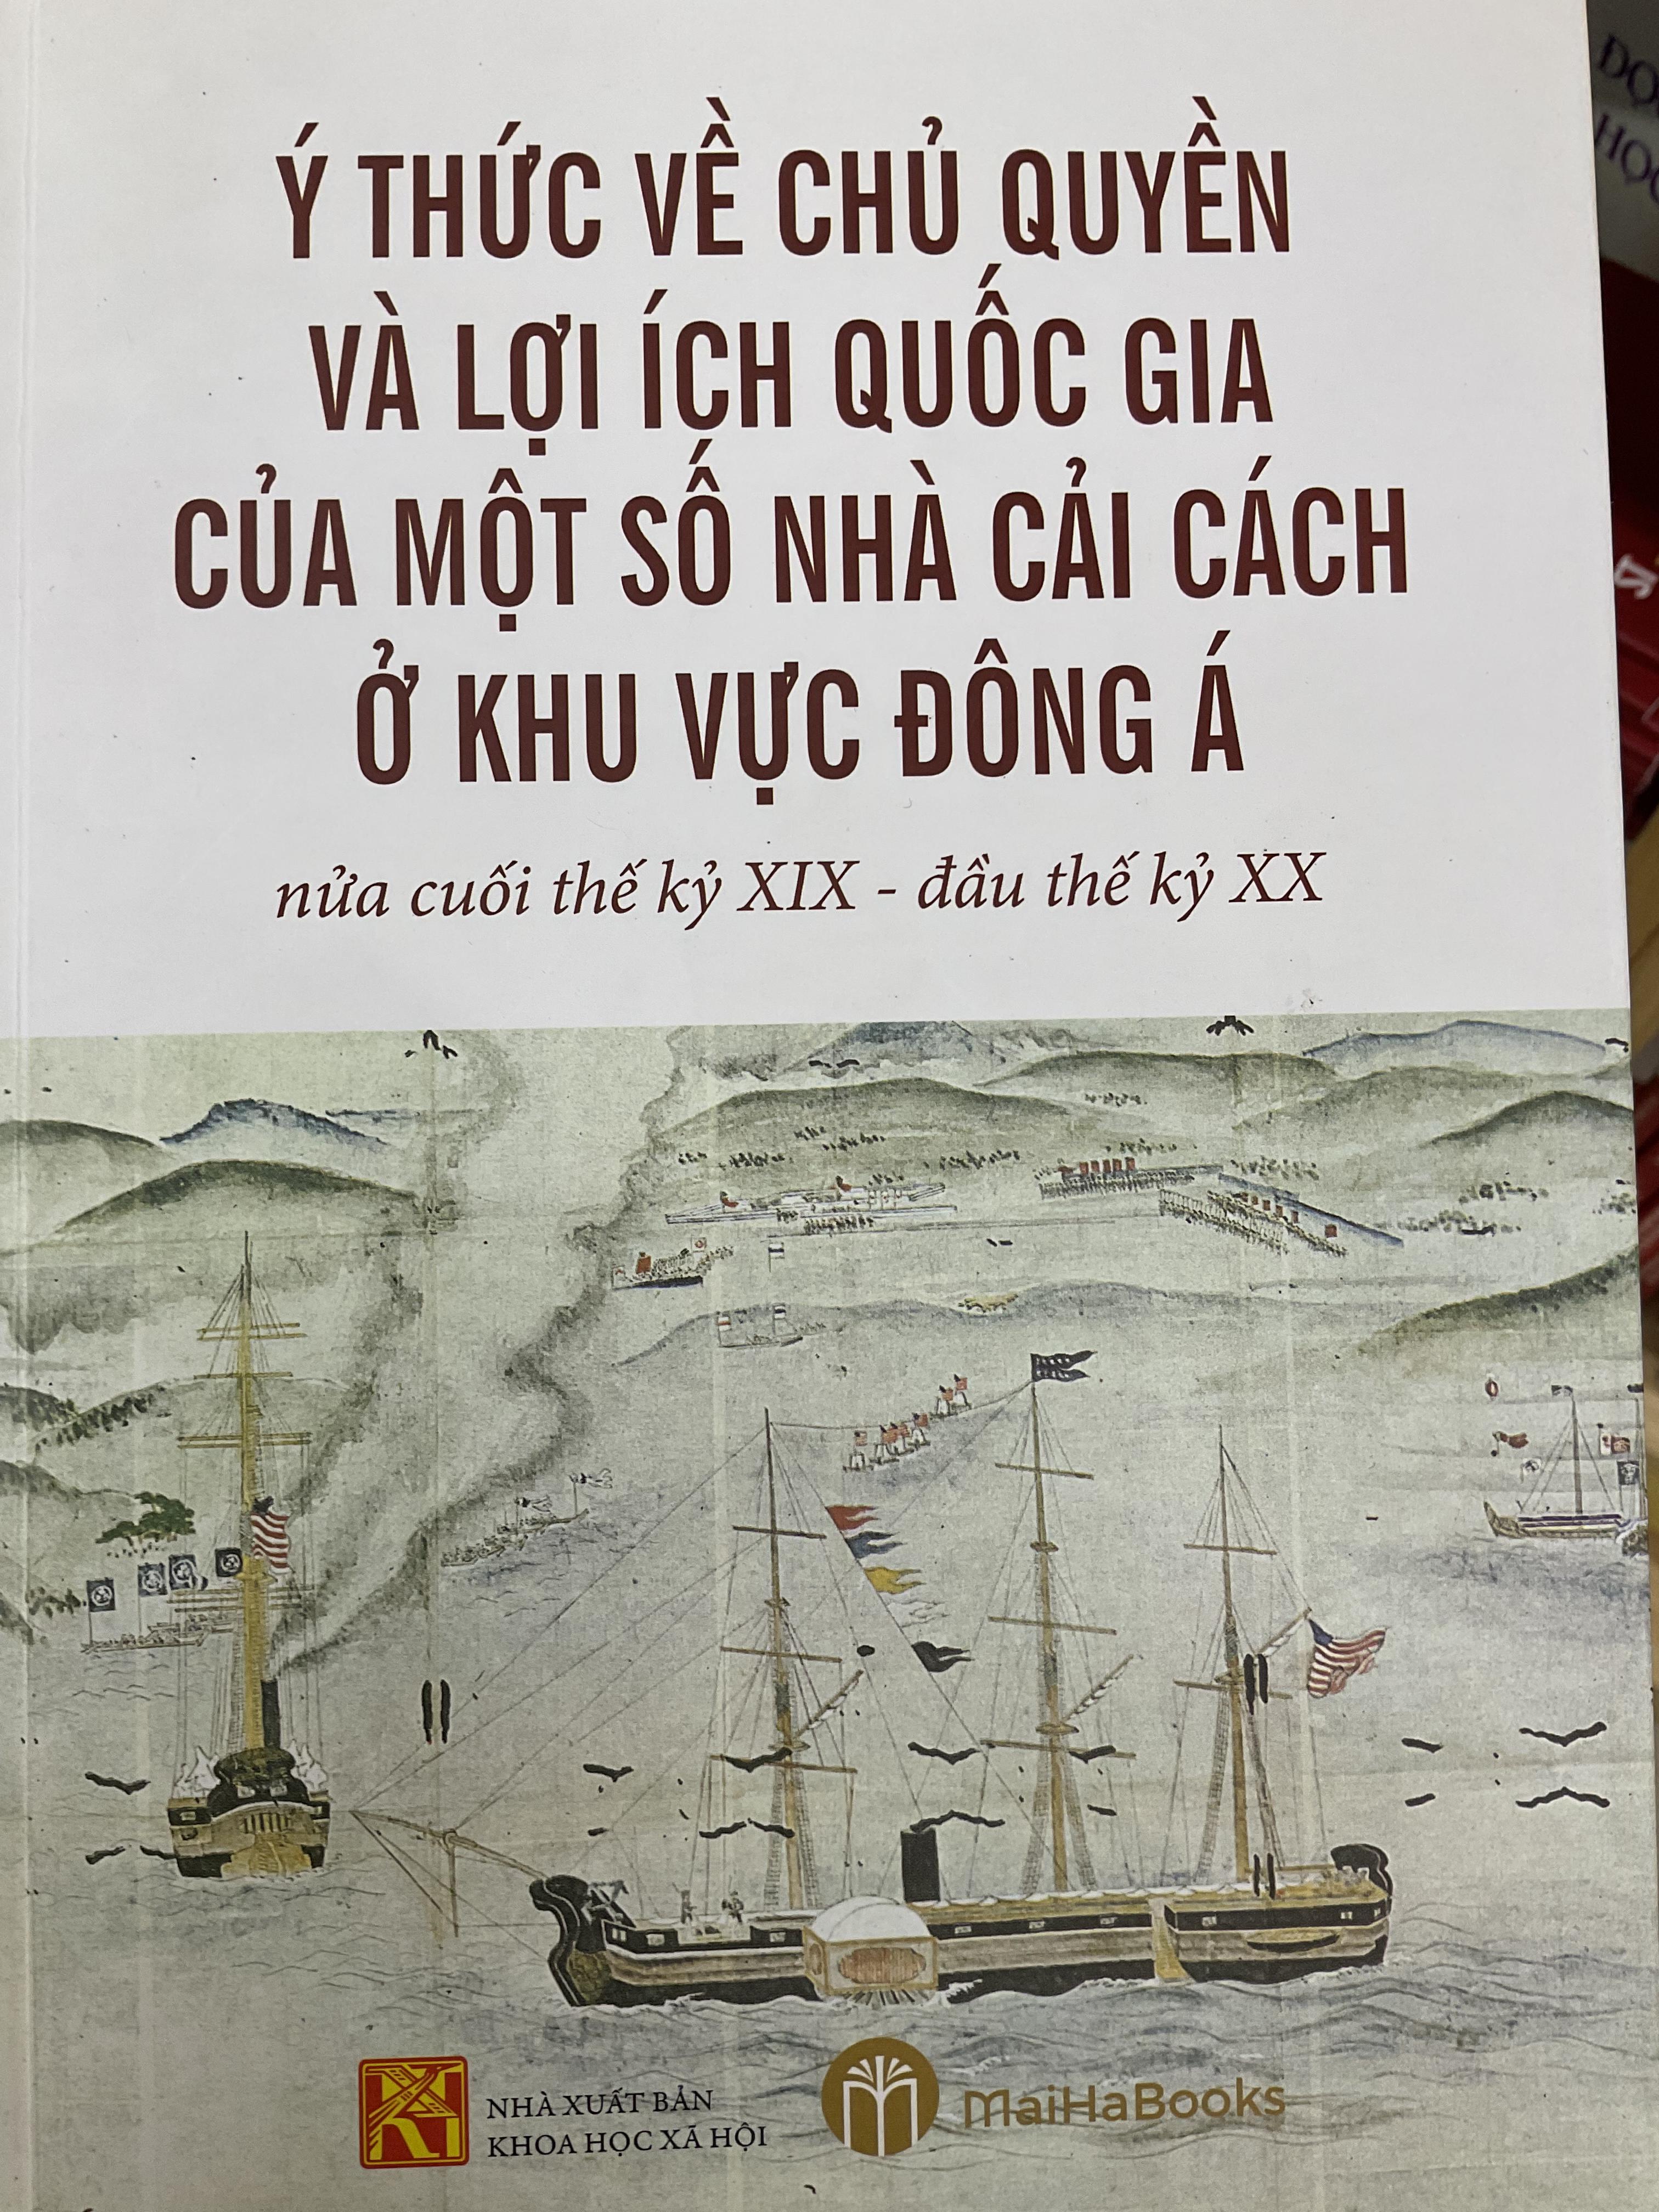 Ý THỨC VỀ CHỦ QUYỀN
VÀ LỢI ÍCH QUỐC GIA
CỦA MỘT SỐ NHÀ CẢI CÁCH
Ở KHU VỰC ĐÔNG Á
nửa cuối thế kỷ XIX - đầu thế kỷ XX
NHÀ XUẤT BẢN
KHOA HỌC XÃ HỘI
MaiHaBooks